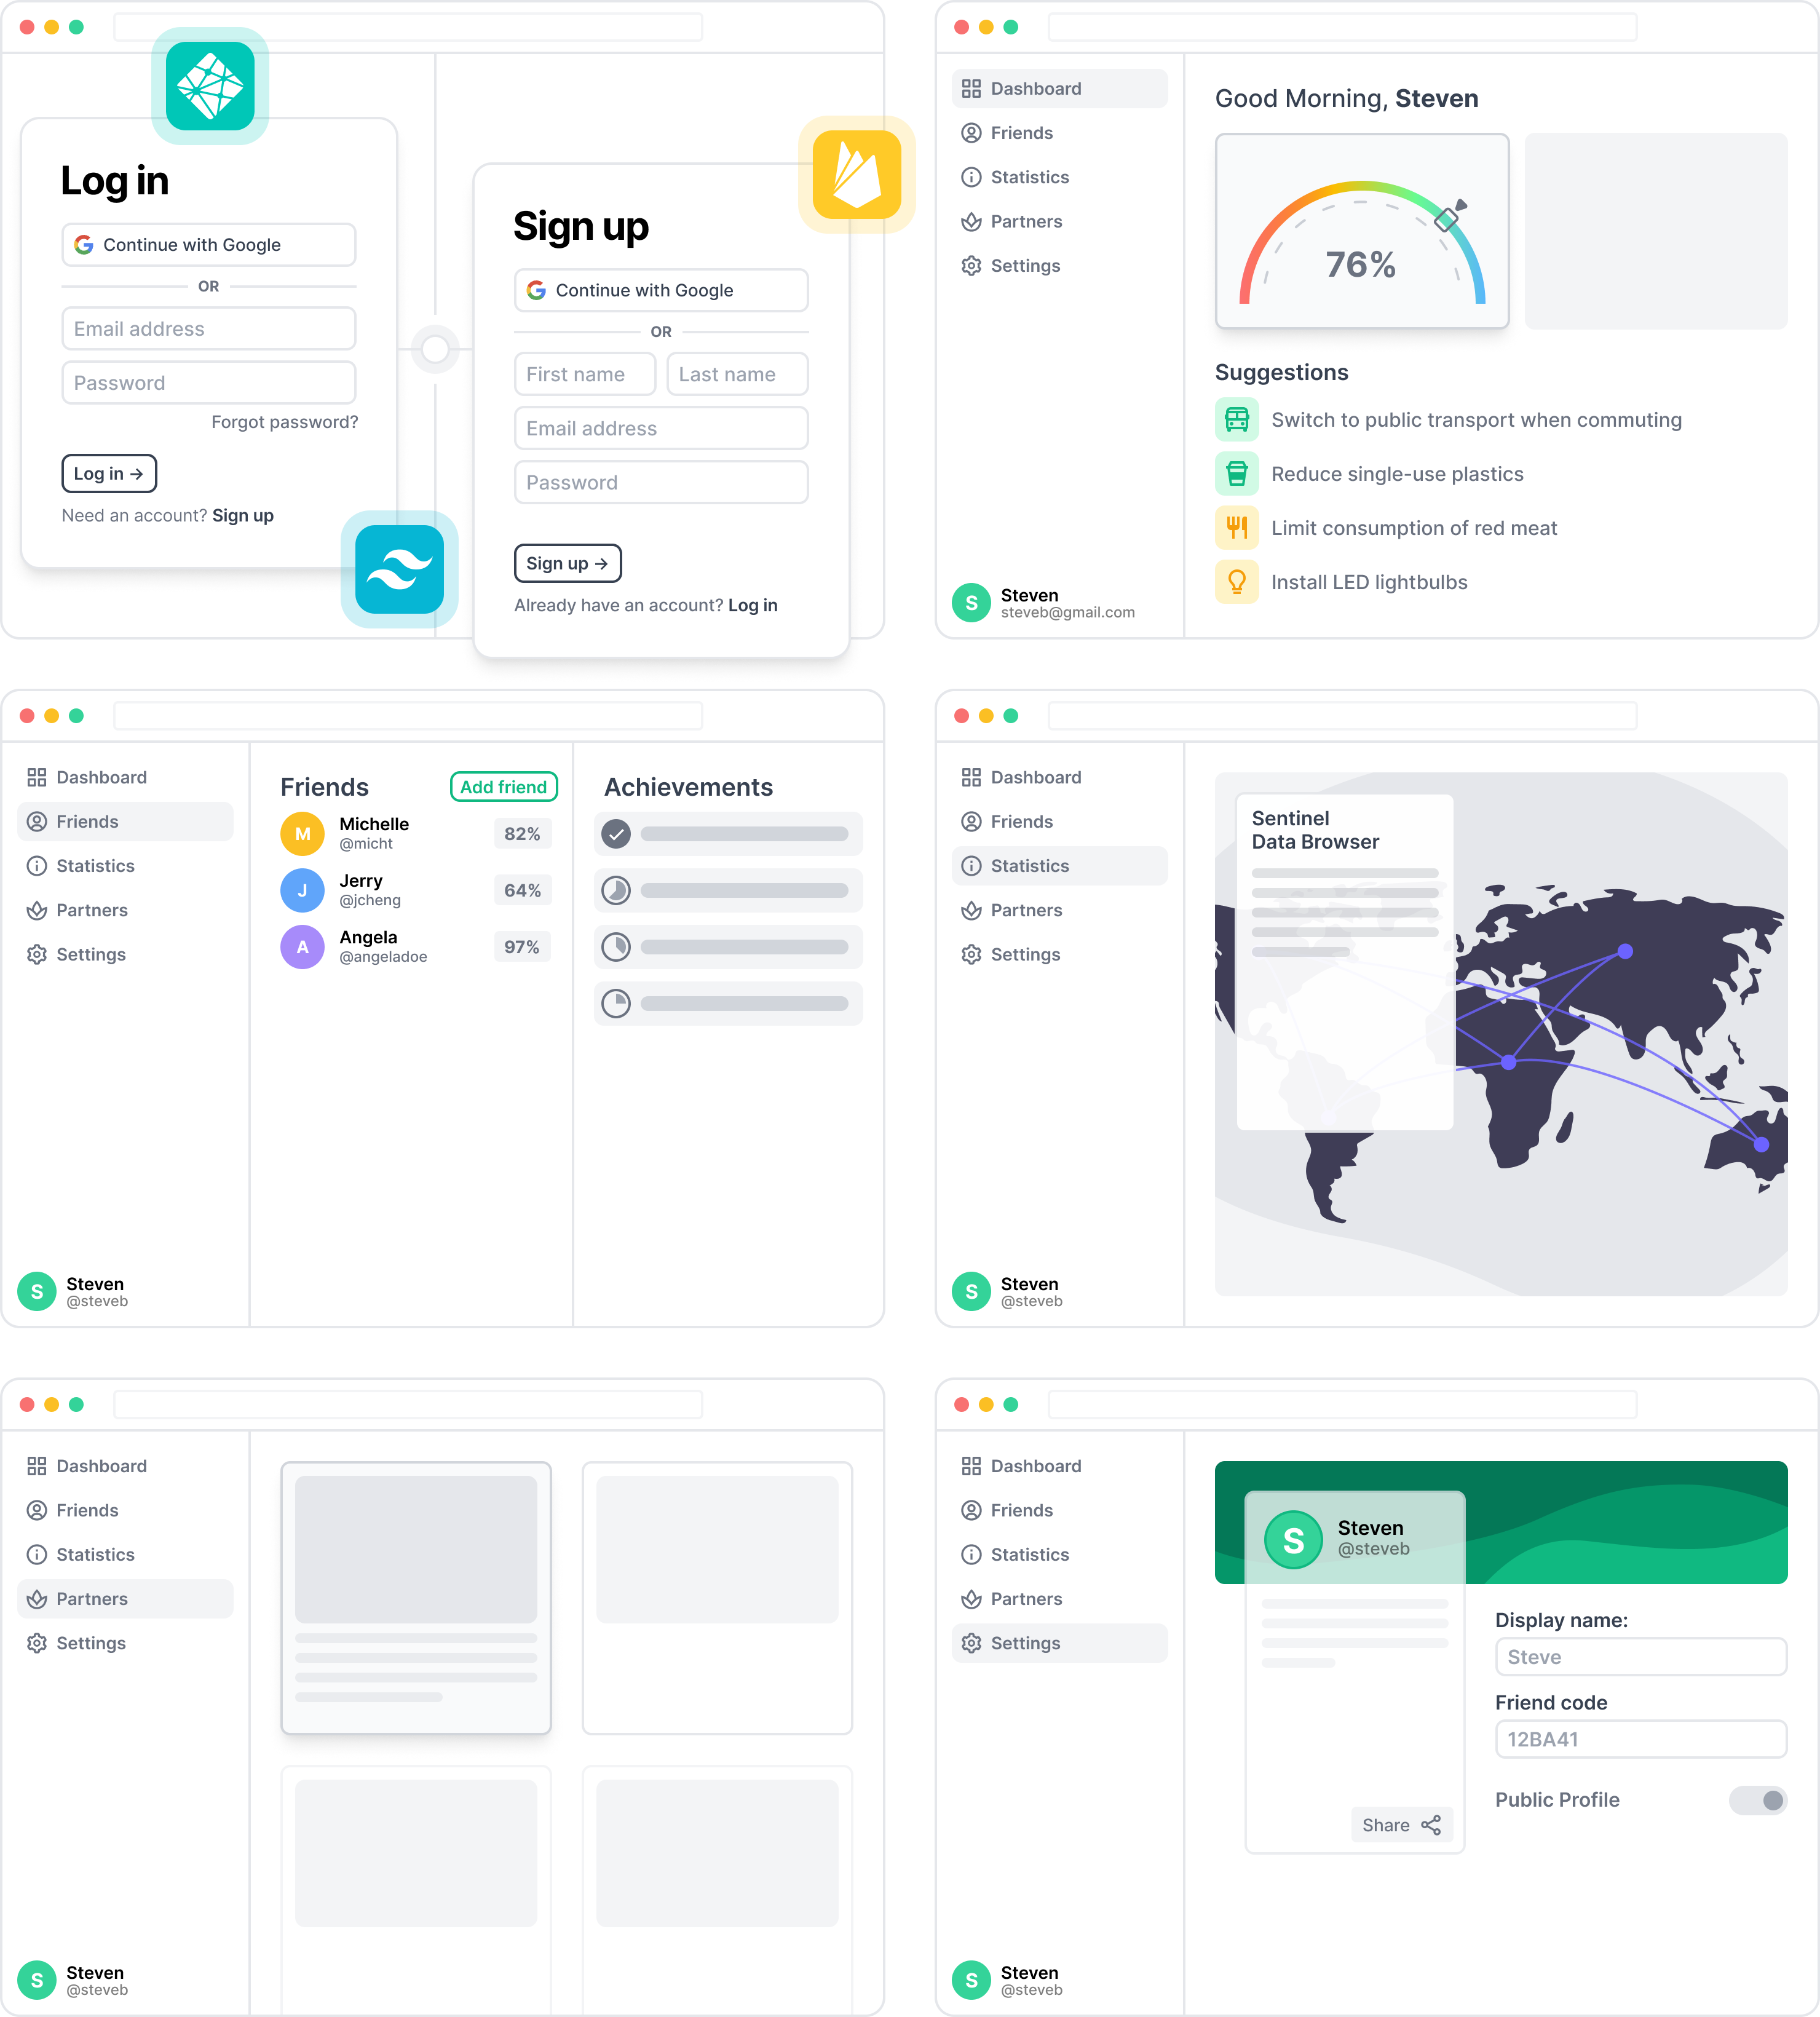 Log in
Continue with Google
OR
Email address
Password
Forgot password?
Log in →
Need an account? Sign up
Sign up
Continue with Google
OR
First name
Last name
Email address
Password
Sign up →
Already have an account? Log in
Dashboard
Friends
Statistics
Partners
Settings
S
Steven
steveb@gmail.com
Good Morning, Steven
76%
Suggestions
Switch to public transport when commuting
Reduce single-use plastics
Limit consumption of red meat
Install LED lightbulbs
Dashboard
Friends
Statistics
Partners
Settings
S
Steven
@steveb
Friends
Add friend
M
Michelle
@micht
82%
J
Jerry
@jcheng
64%
A
Angela
@angeladoe
97%
Achievements
Dashboard
Friends
Statistics
Partners
Settings
S
Steven
@steveb
Sentinel
Data Browser
Dashboard
Friends
Statistics
Partners
Settings
S
Steven
@steveb
Dashboard
Friends
Statistics
Partners
Settings
S
Steven
@steveb
S
Steven
@steveb
Share
Display name:
Steve
Friend code
12BA41
Public Profile